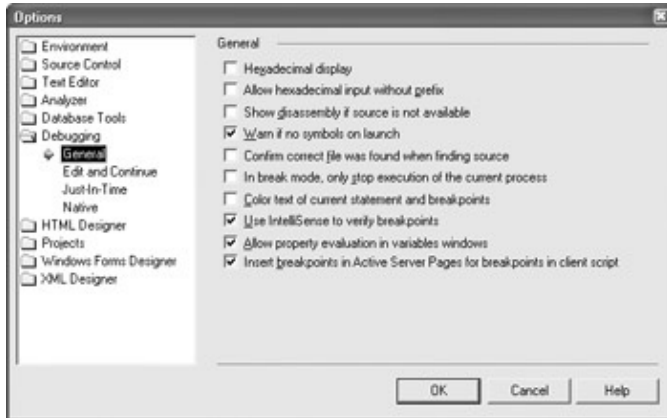 Options
Environment
Source Control
Text Editor
Analyzer
Database Tools
Debugging
General
Edit and Continue
Just-In-Time
Native
HTML Designer
Projects
Windows Forms Designer
XML Designer
General
Hexadecimal display
Allow hexadecimal input without prefix
Show disassembly if source is not available
Warn if no symbols on launch
Confirm correct file was found when finding source
In break mode, only stop execution of the current process
Color text of current statement and breakpoints
Use IntelliSense to verify breakpoints
Allow property evaluation in variables windows
Insert breakpoints in Active Server Pages for breakpoints in client script
OK
Cancel
Help